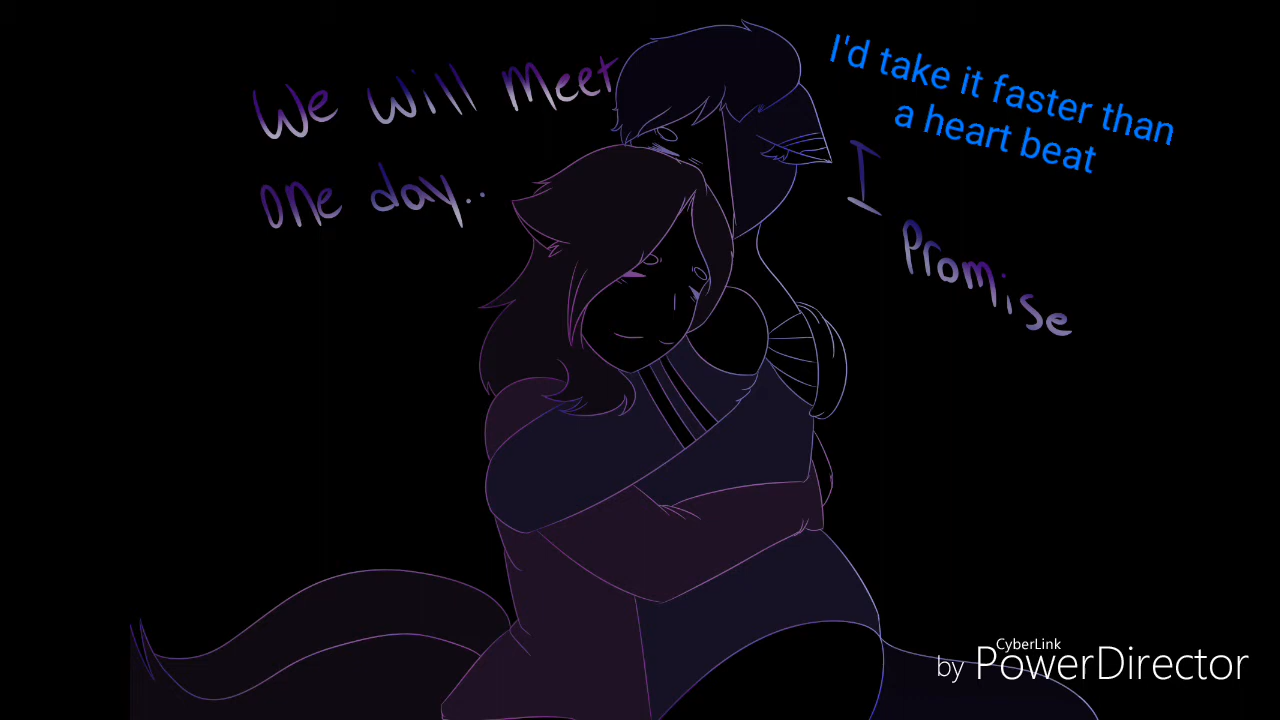 We will Meet
one day..
I'd take it faster than
a heart beat
I
Promise
by CyberLink PowerDirector